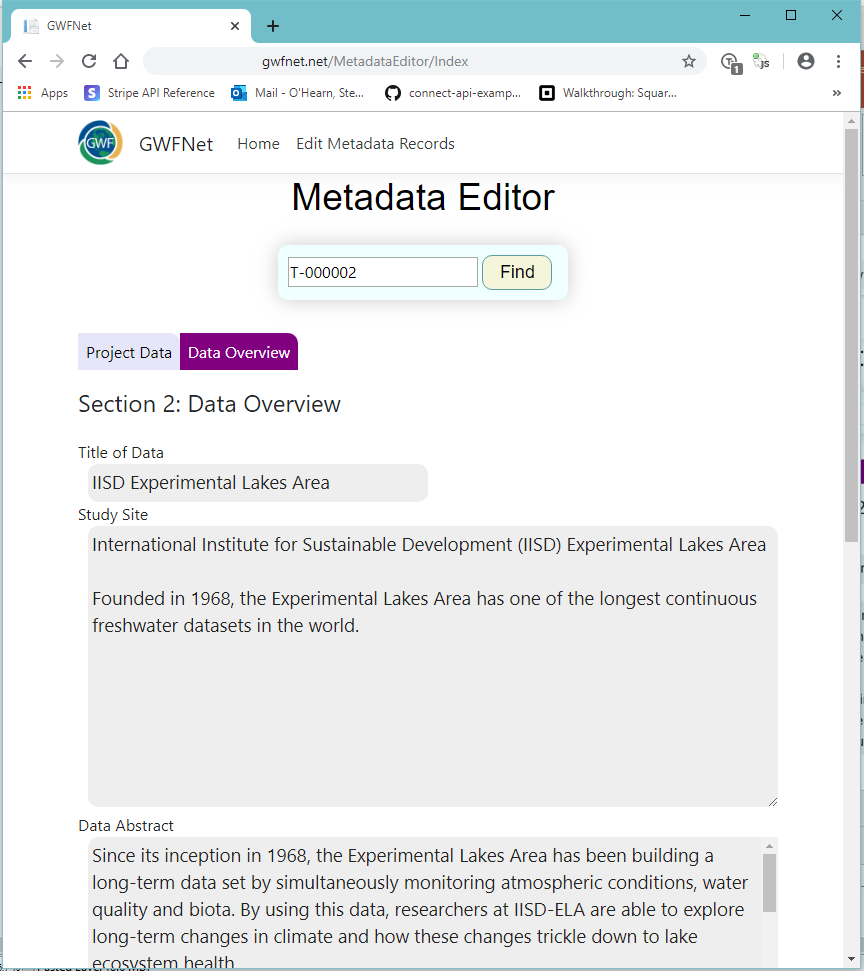 GWFNet
gwfnet.net/MetadataEditor/Index
1
JS
Apps
Stripe API Reference
Mail - O'Hearn, Ste...
connect-api-examp...
Walkthrough: Squar...
»
GWF
GWFNet
Home
Edit Metadata Records
Metadata Editor
T-000002
Find
Project Data
Data Overview
Section 2: Data Overview
Title of Data
IISD Experimental Lakes Area
Study Site
International Institute for Sustainable Development (IISD) Experimental Lakes Area
Founded in 1968, the Experimental Lakes Area has one of the longest continuous
freshwater datasets in the world.
Data Abstract
Since its inception in 1968, the Experimental Lakes Area has been building a
long-term data set by simultaneously monitoring atmospheric conditions, water
quality and biota. By using this data, researchers at IISD-ELA are able to explore
long-term changes in climate and how these changes trickle down to lake
ecosystem health